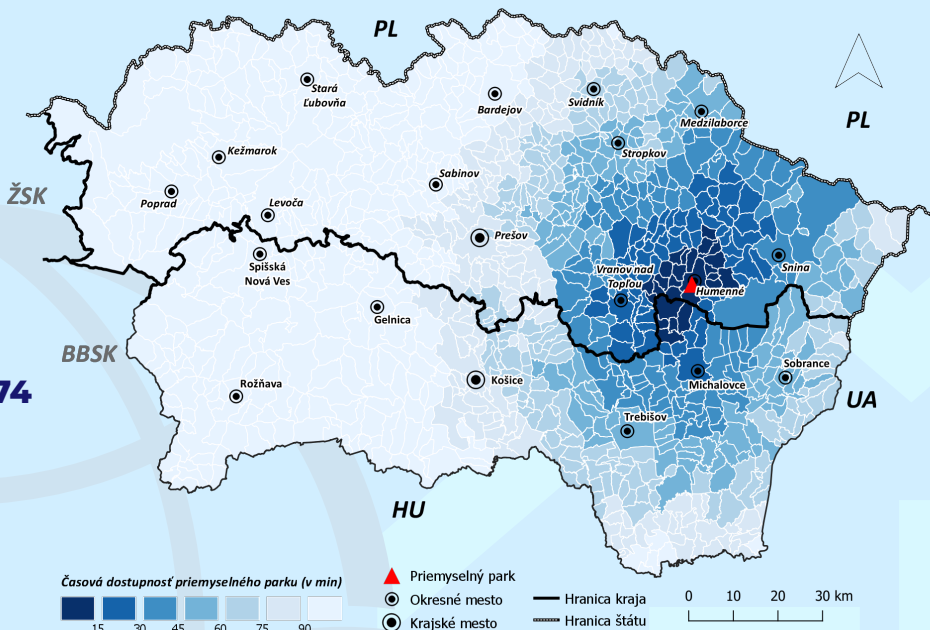 PL
Stará
Ľubovňa
Bardejov
Svidník
Medzilaborce
PL
Stropkov
Kežmarok
Sabinov
ŽSK
Poprad
Levoča
Prešov
Spišská
Nová Ves
Vranov nad
Topľou
Snina
Humenné
Gelnica
BBSK
Sobrance
Košice
Michalovce
Rožňava
74
UA
Trebišov
HU
Časová dostupnosť priemyselného parku (v min)
15 30 45 60 75 90
Priemyselný park
Okresné mesto
Krajské mesto
Hranica kraja
Hranica štátu
0 10 20 30 km